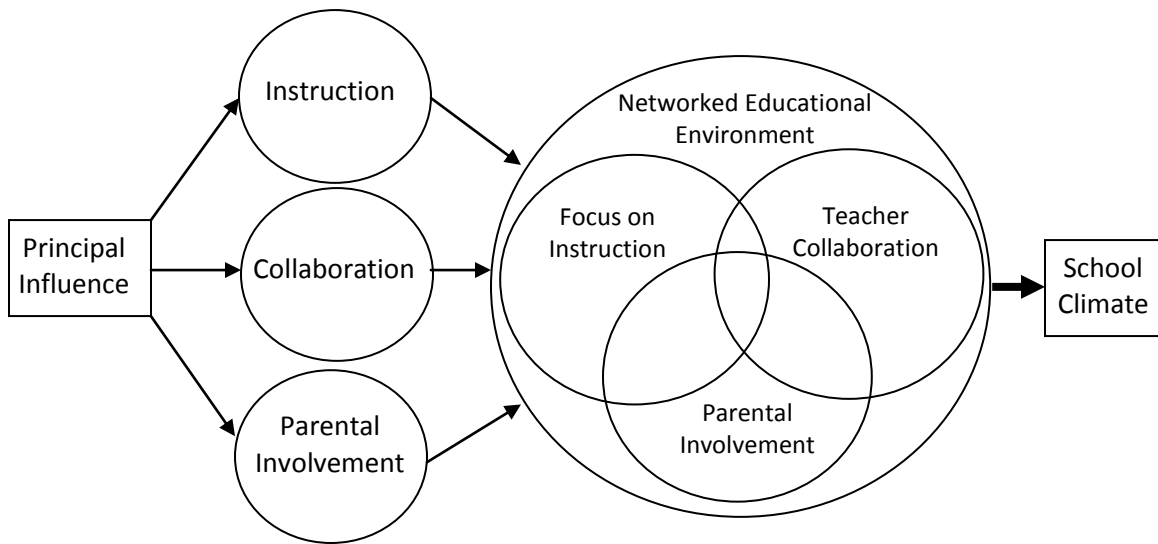 Principal
Influence
Instruction
Collaboration
Parental
Involvement
Networked Educational
Environment
Focus on
Instruction
Teacher
Collaboration
Parental
Involvement
School
Climate